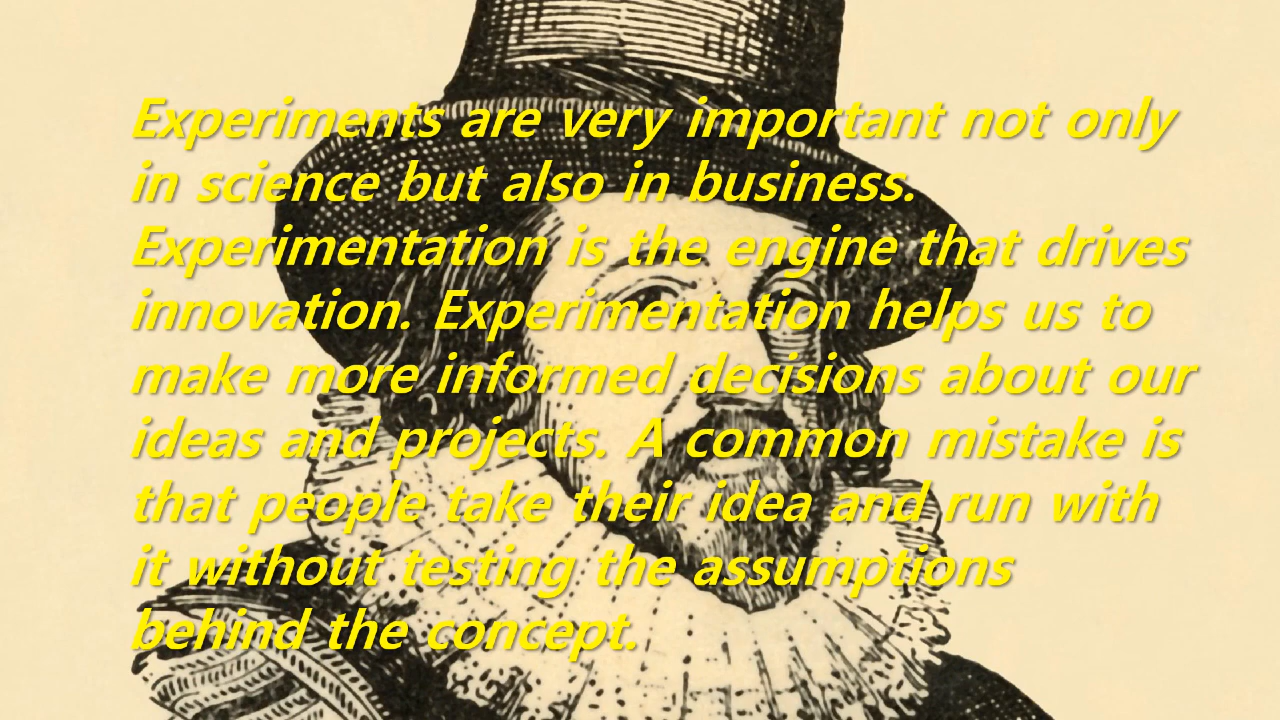 Experiments are very important not only
in science but also in business.
Experimentation is the engine that drives
innovation. Experimentation helps us to
make more informed decisions about our
ideas and projects. A common mistake is
that people take their idea and run with
it without testing the assumptions
behind the concept.